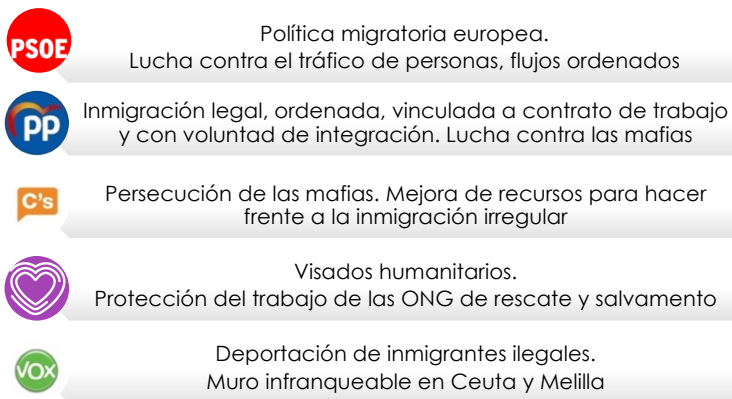 PSOE
Política migratoria europea.
Lucha contra el tráfico de personas, flujos ordenados
PP
Inmigración legal, ordenada, vinculada a contrato de trabajo
y con voluntad de integración. Lucha contra las mafias
C's
Persecución de las mafias. Mejora de recursos para hacer
frente a la inmigración irregular
Visados humanitarios.
Protección del trabajo de las ONG de rescate y salvamento
VOX
Deportación de inmigrantes ilegales.
Muro infranqueable en Ceuta y Melilla